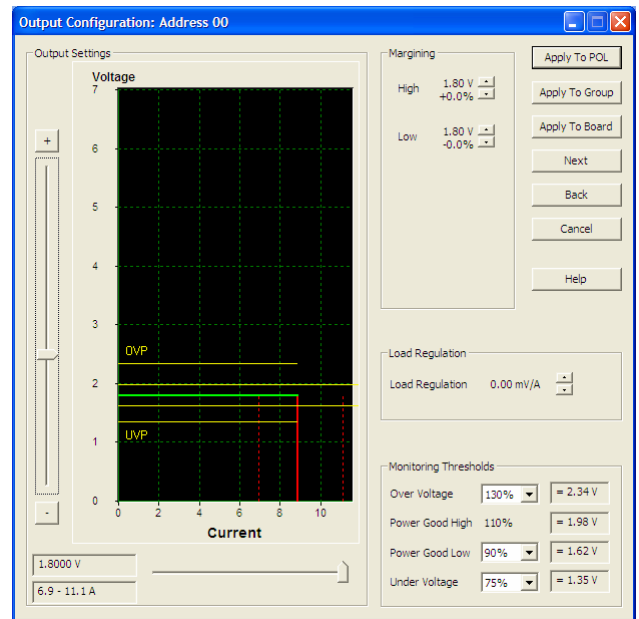 Output Configuration: Address 00
Output Settings
Voltage
7
6
5
4
3
2
1
0
OVP
UVP
0 2 4 6 8 10
Current
+
-
1.8000 V
6.9 - 11.1 A
Margining
High 1.80 V
+0.0%
Low 1.80 V
-0.0%
Apply To POL
Apply To Group
Apply To Board
Next
Back
Cancel
Help
Load Regulation
Load Regulation 0.00 mV/A
Monitoring Thresholds
Over Voltage 130% = 2.34 V
Power Good High 110% = 1.98 V
Power Good Low 90% = 1.62 V
Under Voltage 75% = 1.35 V